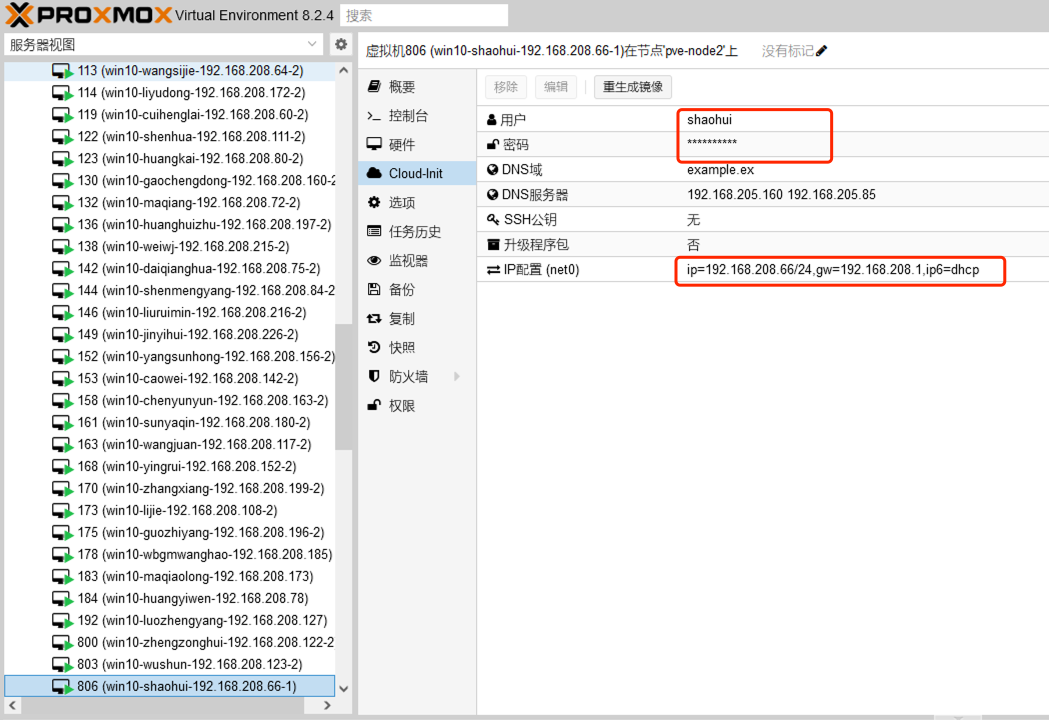 PROXMOX Virtual Environment 8.2.4 搜索
服务器视图
113 (win10-wangsijie-192.168.208.64-2)
114 (win10-liyudong-192.168.208.172-2)
119 (win10-cuihenglai-192.168.208.60-2)
122 (win10-shenhua-192.168.208.111-2)
123 (win10-huangkai-192.168.208.80-2)
130 (win10-gaochengdong-192.168.208.160-2
132 (win10-maqiang-192.168.208.72-2)
136 (win10-huanghuizhu-192.168.208.197-2)
138 (win10-weiwj-192.168.208.215-2)
142 (win10-daiqianghua-192.168.208.75-2)
144 (win10-shenmengyang-192.168.208.84-2
146 (win10-liuruimin-192.168.208.216-2)
149 (win10-jinyihui-192.168.208.226-2)
152 (win10-yangsunhong-192.168.208.156-2)
153 (win10-caowei-192.168.208.142-2)
158 (win10-chenyunyun-192.168.208.163-2)
161 (win10-sunyaqin-192.168.208.180-2)
163 (win10-wangjuan-192.168.208.117-2)
168 (win10-yingrui-192.168.208.152-2)
170 (win10-zhangxiang-192.168.208.199-2)
173 (win10-lijie-192.168.208.108-2)
175 (win10-guozhiyang-192.168.208.196-2)
178 (win10-wbgmwanghao-192.168.208.185)
183 (win10-maqiaolong-192.168.208.173)
184 (win10-huangyiwen-192.168.208.78)
192 (win10-luozhengyang-192.168.208.127)
800 (win10-zhengzonghui-192.168.208.122-2
803 (win10-wushun-192.168.208.123-2)
806 (win10-shaohui-192.168.208.66-1)
虚拟机806 (win10-shaohui-192.168.208.66-1)在节点'pve-node2'上 没有标记
概要
控制台
硬件
Cloud-Init
选项
任务历史
监视器
备份
复制
快照
防火墙
权限
移除 编辑 重生成镜像
用户 shaohui
密码 **********
DNS域 example.ex
DNS服务器 192.168.205.160 192.168.205.85
SSH公钥 无
升级程序包 否
IP配置 (net0) ip=192.168.208.66/24,gw=192.168.208.1,ip6=dhcp